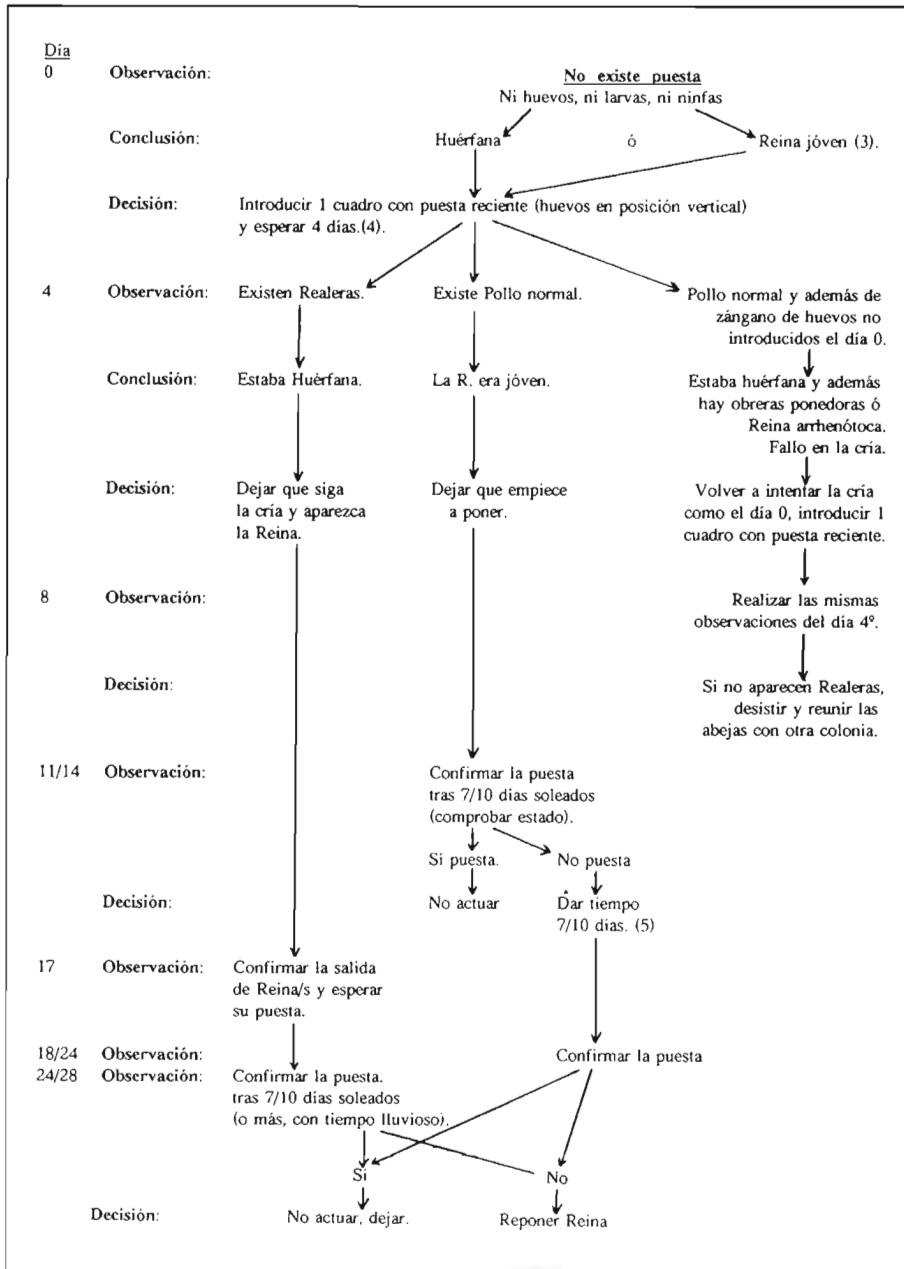 Día
0 Observación: No existe puesta
Ni huevos, ni larvas, ni ninfas
Conclusión: Huérfana ó Reina jóven (3).
Decisión: Introducir 1 cuadro con puesta reciente (huevos en posición vertical)
y esperar 4 días.(4).
4 Observación: Existen Realeras. Existe Pollo normal. Pollo normal y además de
zángano de huevos no
introducidos el día 0.
Conclusión: Estaba Huérfana. La R. era jóven. Estaba huérfana y además
hay obreras ponedoras ó
Reina arrhenótoca.
Fallo en la cría.
Decisión: Dejar que siga Dejar que empiece Volver a intentar la cría
la cría y aparezca a poner. como el día 0, introducir 1
la Reina. cuadro con puesta reciente.
8 Observación: Realizar las mismas
observaciones del día 4º.
Decisión: Si no aparecen Realeras,
desistir y reunir las
abejas con otra colonia.
11/14 Observación: Confirmar la puesta
tras 7/10 días soleados
(comprobar estado).
Si puesta. No puesta
Decisión: No actuar Dar tiempo
7/10 días. (5)
17 Observación: Confirmar la salida
de Reina/s y esperar
su puesta.
18/24 Observación: Confirmar la puesta
24/28 Observación: Confirmar la puesta.
tras 7/10 días soleados
(o más, con tiempo lluvioso).
Si No
Decisión: No actuar, dejar. Reponer Reina